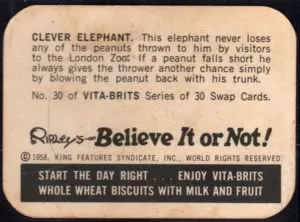 CLEVER ELEPHANT. This elephant never loses
any of the peanuts thrown to him by visitors
to the London Zoo: If a peanut falls short he
always gives the thrower another chance simply
by blowing the peanut back with his trunk.
No. 30 of VITA-BRITS Series of 30 Swap Cards.
Ripley's — Believe It or Not!
© 1958, KING FEATURES SYNDICATE, INC., WORLD RIGHTS RESERVED
START THE DAY RIGHT . . . ENJOY VITA-BRITS
WHOLE WHEAT BISCUITS WITH MILK AND FRUIT